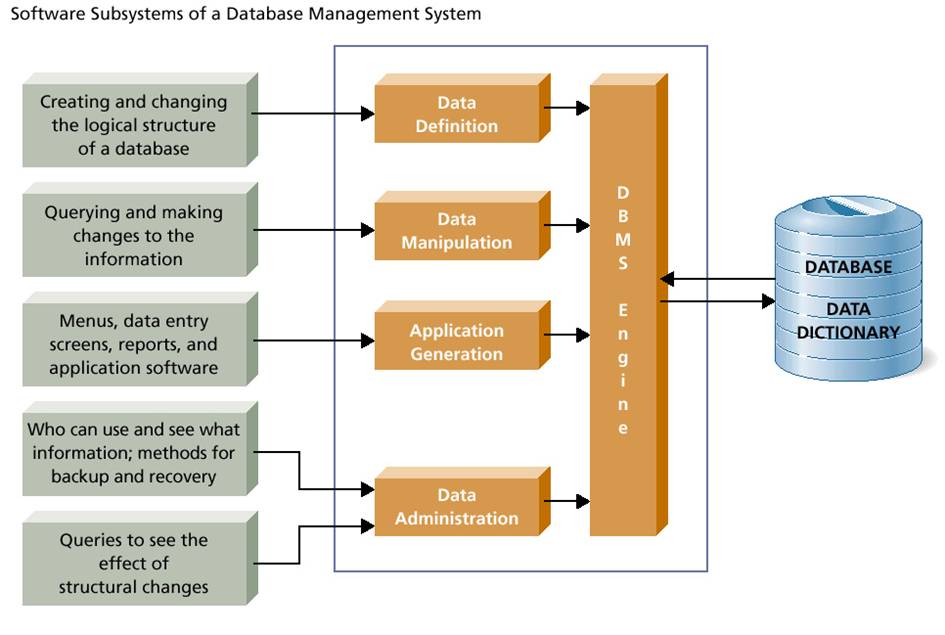 Software Subsystems of a Database Management System
Creating and changing
the logical structure
of a database
Data
Definition
Querying and making
changes to the
information
Data
Manipulation
Menus, data entry
screens, reports, and
application software
Application
Generation
Who can use and see what
information; methods for
backup and recovery
Queries to see the
effect of
structural changes
Data
Administration
D
B
M
S
E
n
g
i
n
e
DATABASE
DATA
DICTIONARY